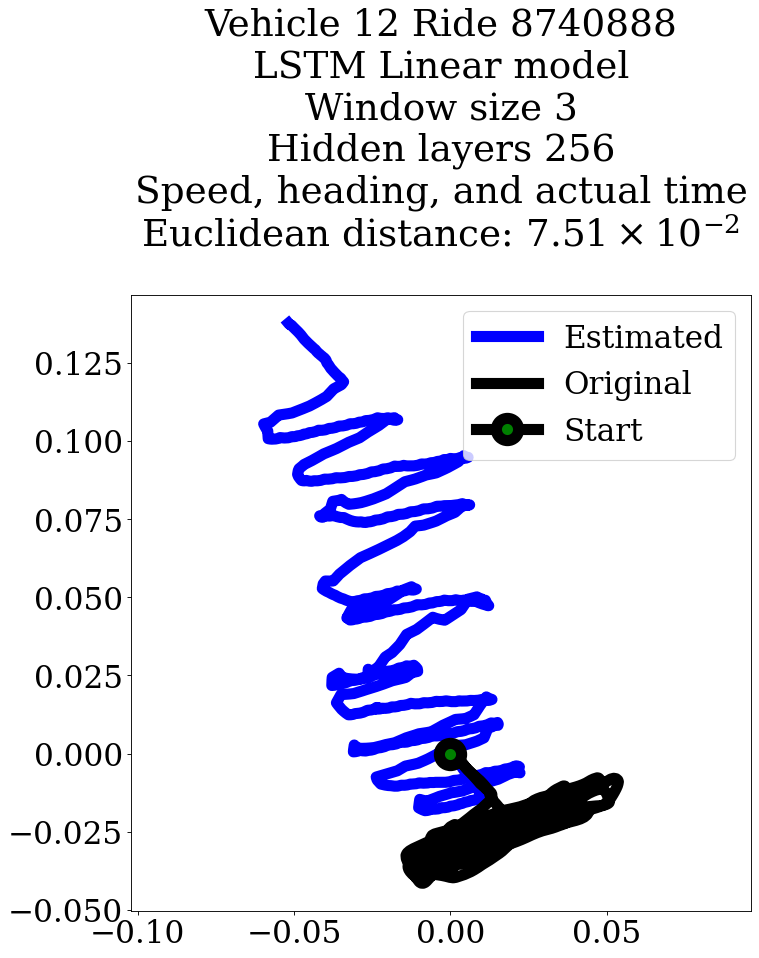 Vehicle 12 Ride 8740888
LSTM Linear model
Window size 3
Hidden layers 256
Speed, heading, and actual time
Euclidean distance: 7.51 × 10⁻²
Estimated
Original
Start
0.125
0.100
0.075
0.050
0.025
0.000
−0.025
−0.050
−0.10 −0.05 0.00 0.05